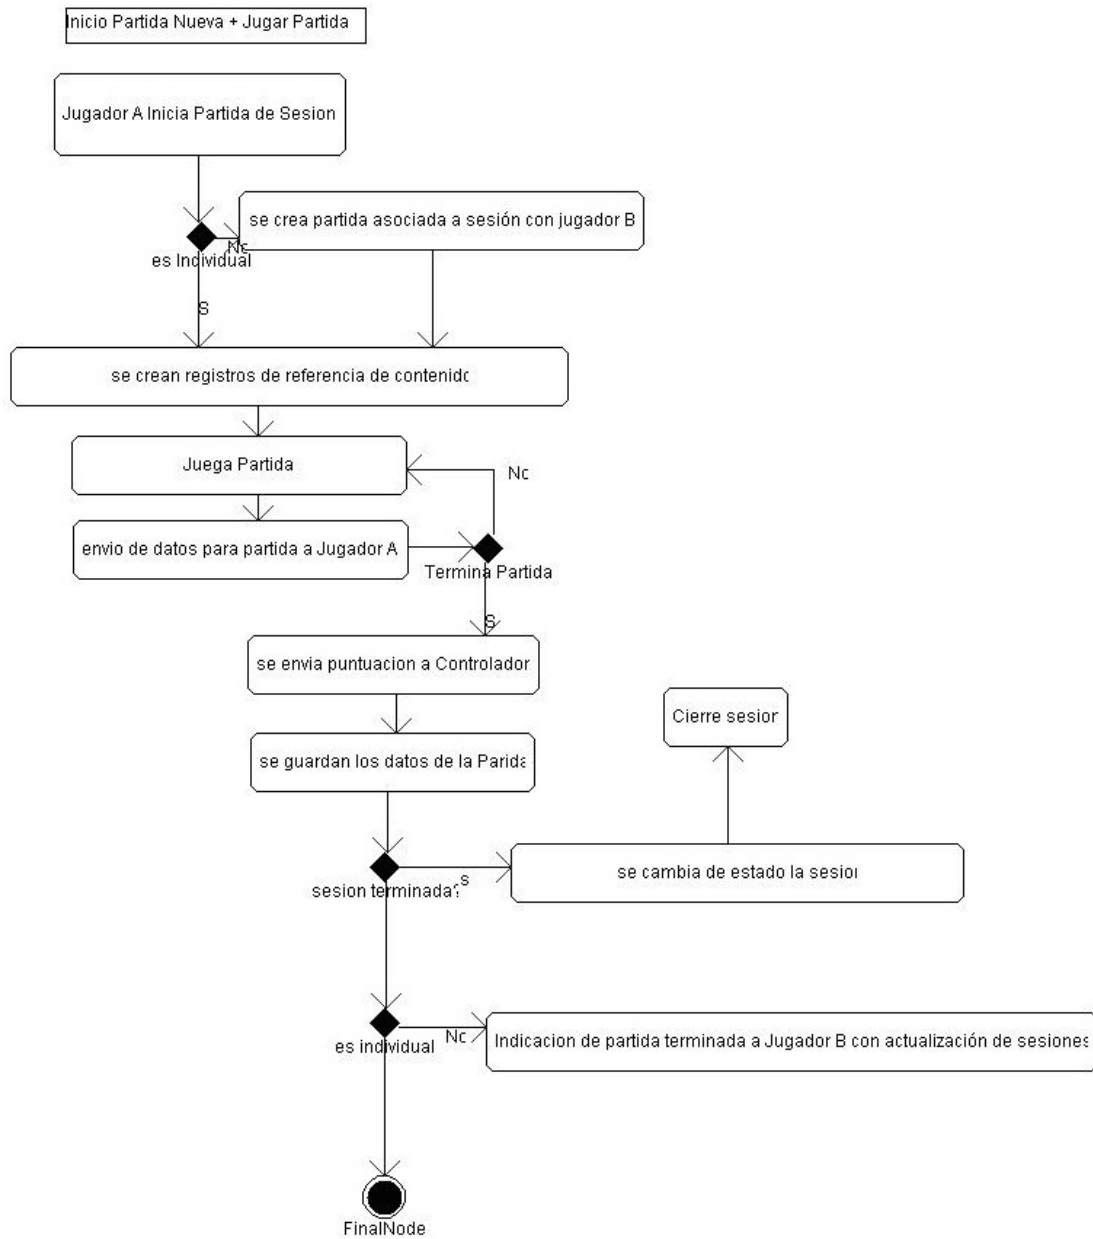 Inicio Partida Nueva + Jugar Partida
Jugador A Inicia Partida de Sesion
se crea partida asociada a sesión con jugador B
No
es Individual
S
se crean registros de referencia de contenido
Juega Partida
No
envio de datos para partida a Jugador A
Termina Partida
S
se envia puntuacion a Controlador
Cierre sesion
se guardan los datos de la Parida
se cambia de estado la sesion
s
sesion terminada?
No
es individual
Indicacion de partida terminada a Jugador B con actualización de sesiones
FinalNode